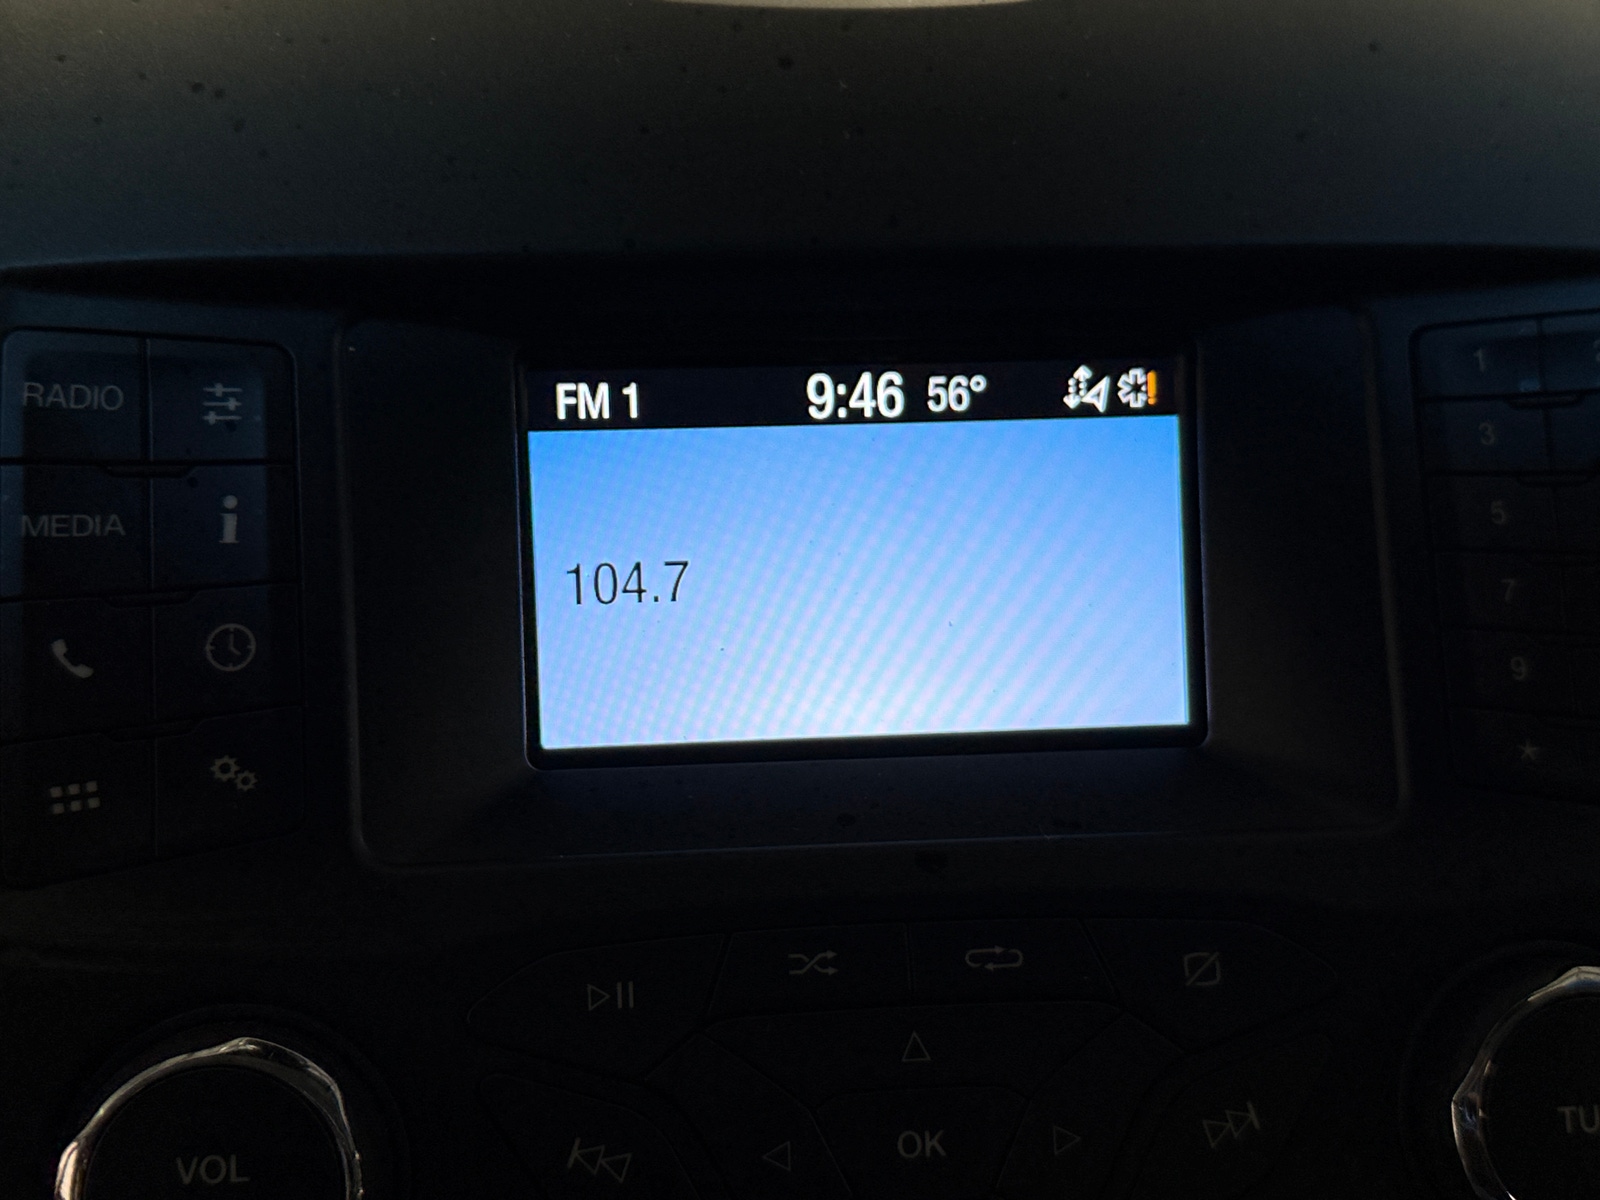 FM 1 9:46 56°
104.7
RADIO
MEDIA
1
3
5
7
9
*
VOL
OK